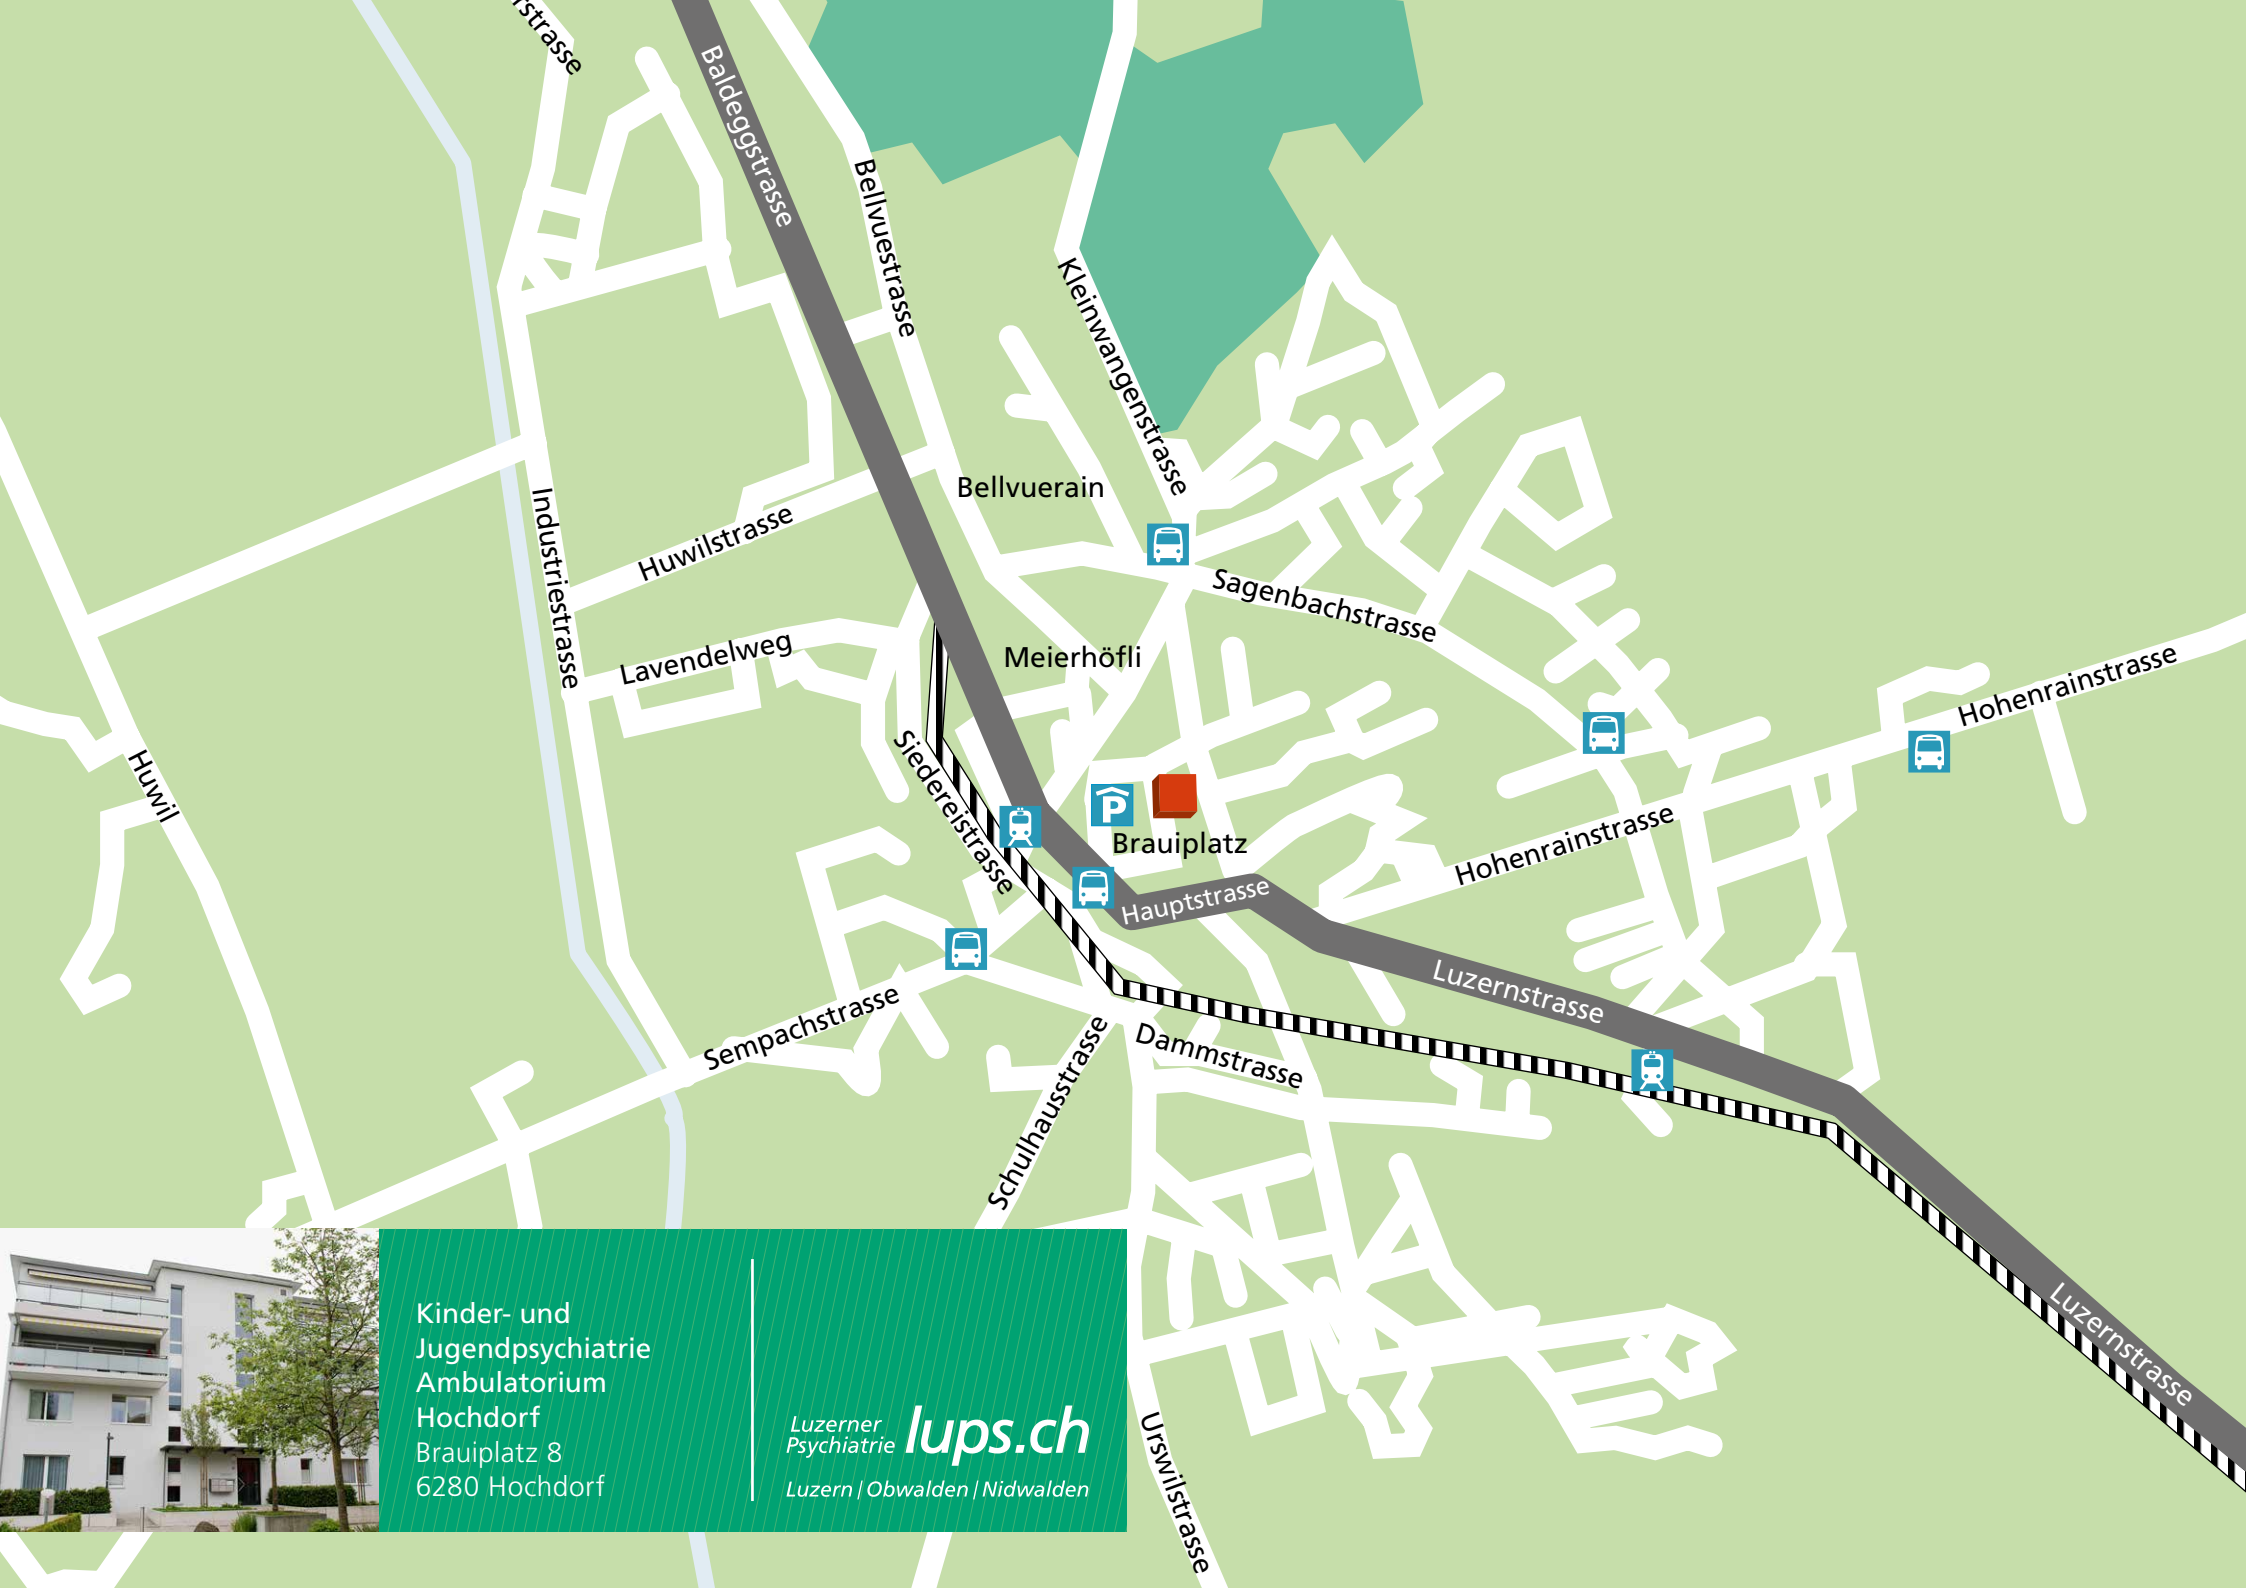 rstrasse
Baldeggstrasse
Bellvuestrasse
Kleinwangenstrasse
Bellvuerain
Industriestrasse
Huwilstrasse
Sagenbachstrasse
Lavendelweg
Meierhöfli
Hohenrainstrasse
Huwil
Siedereistrasse
P
Brauiplatz
Hohenrainstrasse
Hauptstrasse
Luzernstrasse
Sempachstrasse
Dammstrasse
Schulhausstrasse
Luzernstrasse
Urswilstrasse
Kinder- und
Jugendpsychiatrie
Ambulatorium
Hochdorf
Brauiplatz 8
6280 Hochdorf
Luzerner
Psychiatrie lups.ch
Luzern | Obwalden | Nidwalden